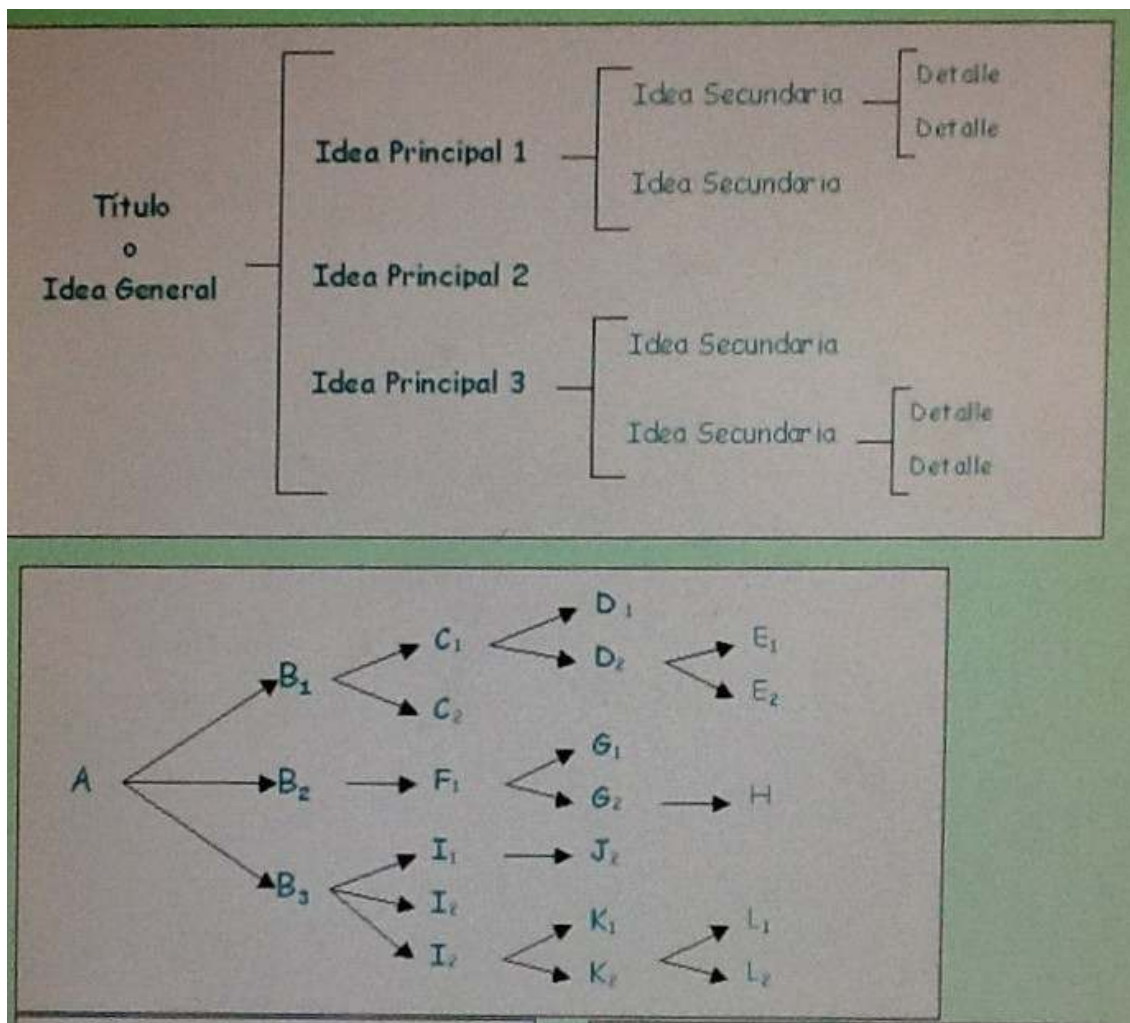 Detalle
Idea Secundaria
Detalle
Idea Principal 1
Idea Secundaria
Título
o
Idea General
Idea Principal 2
Idea Secundaria
Idea Principal 3
Detalle
Idea Secundaria
Detalle
D₁
C₁
E₁
D₂
B₁
E₂
C₂
G₁
A
B₂
F₁
G₂
H
I₁
J₂
B₃
I₂
K₁
L₁
I₂
K₂
L₂